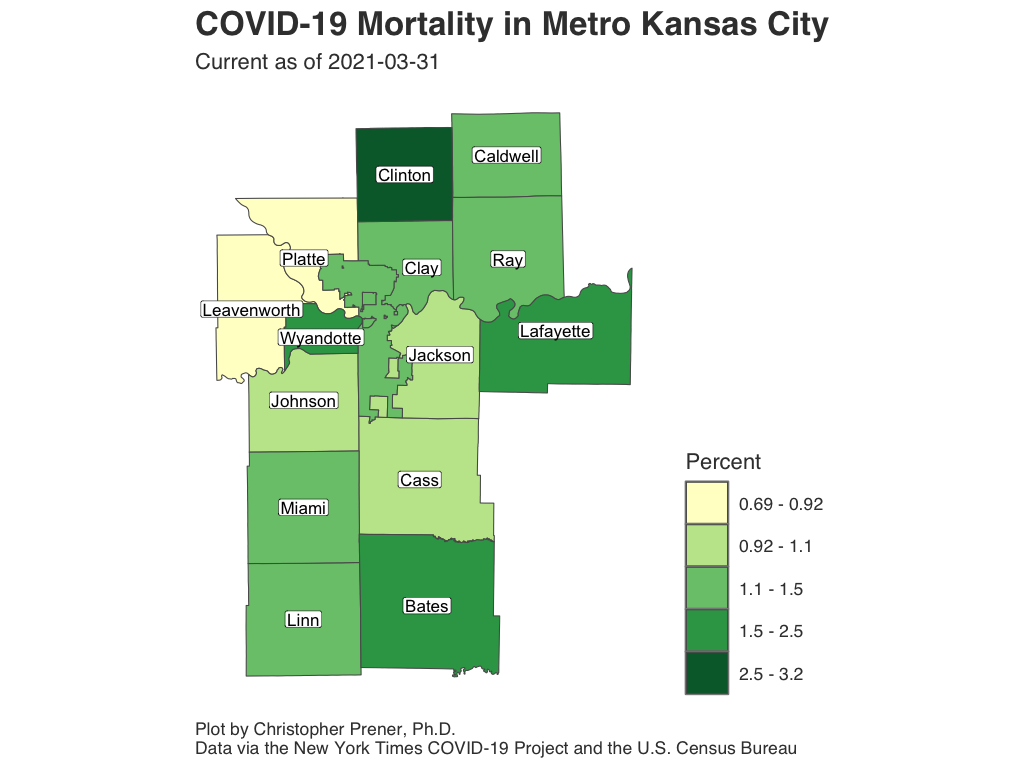 COVID-19 Mortality in Metro Kansas City
Current as of 2021-03-31
Caldwell
Clinton
Platte
Clay
Ray
Leavenworth
Wyandotte
Lafayette
Jackson
Johnson
Cass
Miami
Bates
Linn
Percent
0.69 - 0.92
0.92 - 1.1
1.1 - 1.5
1.5 - 2.5
2.5 - 3.2
Plot by Christopher Prener, Ph.D.
Data via the New York Times COVID-19 Project and the U.S. Census Bureau